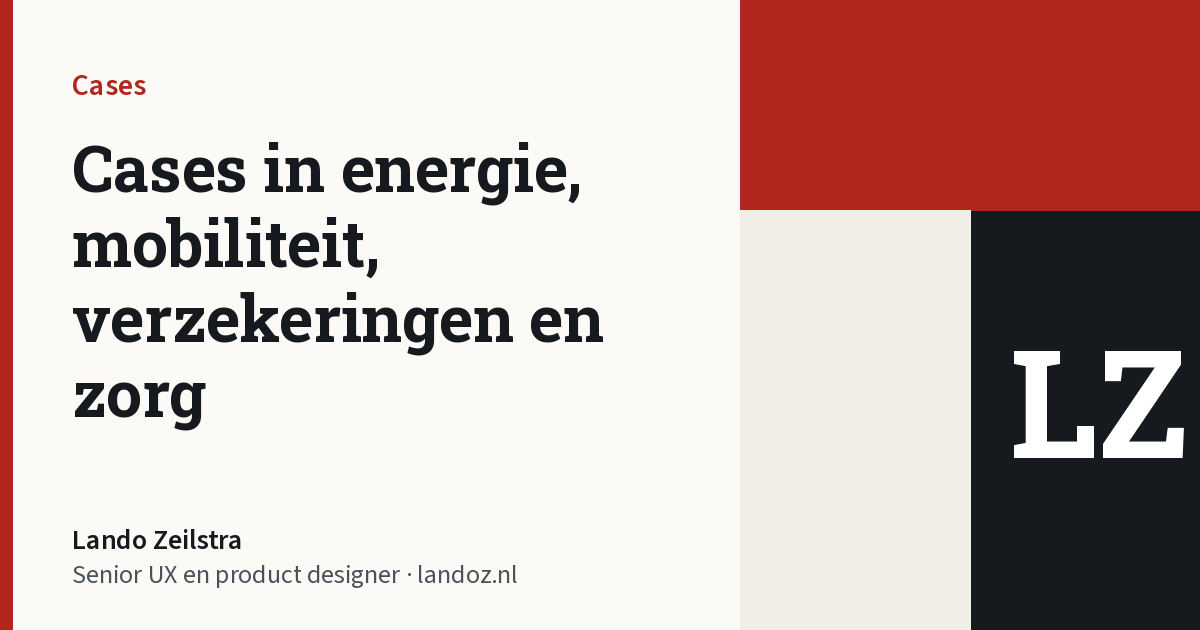 Cases
Cases in energie,
mobiliteit,
verzekeringen en
zorg
Lando Zeilstra
Senior UX en product designer · landoz.nl
LZ